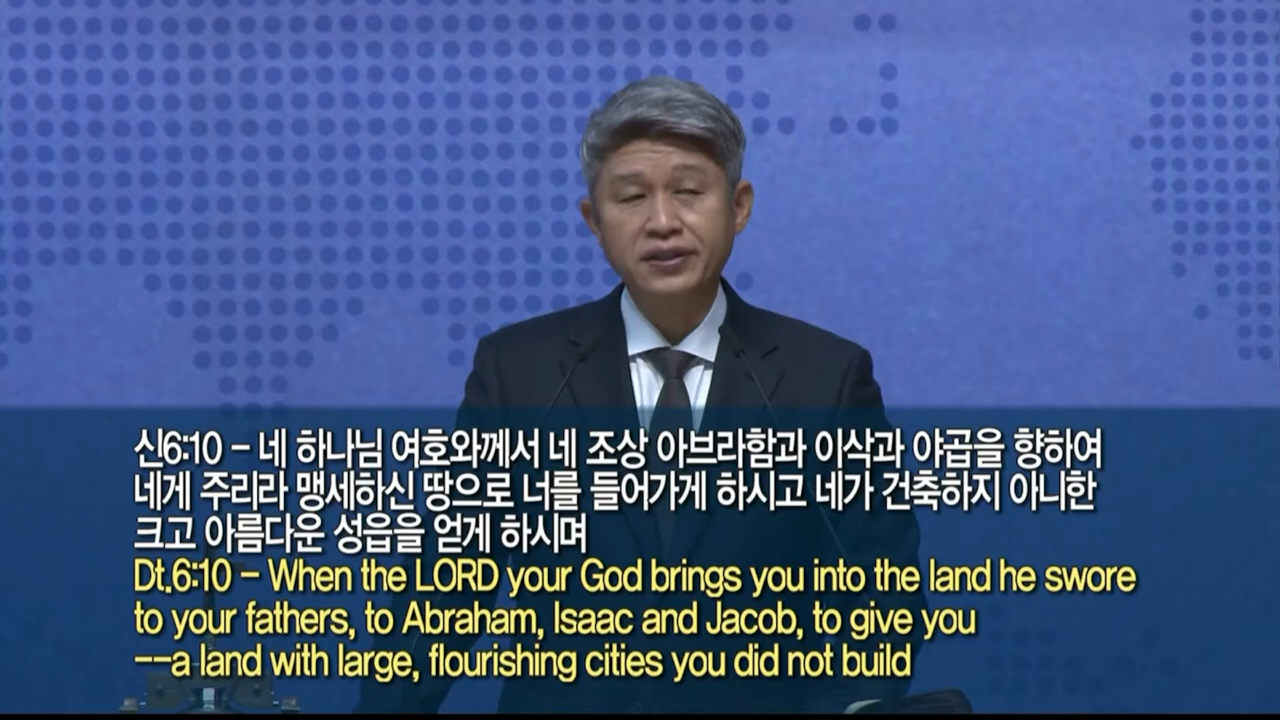 신6:10 - 네 하나님 여호와께서 네 조상 아브라함과 이삭과 야곱을 향하여
네게 주리라 맹세하신 땅으로 너를 들어가게 하시고 네가 건축하지 아니한
크고 아름다운 성읍을 얻게 하시며
Dt.6:10 - When the LORD your God brings you into the land he swore
to your fathers, to Abraham, Isaac and Jacob, to give you
--a land with large, flourishing cities you did not build